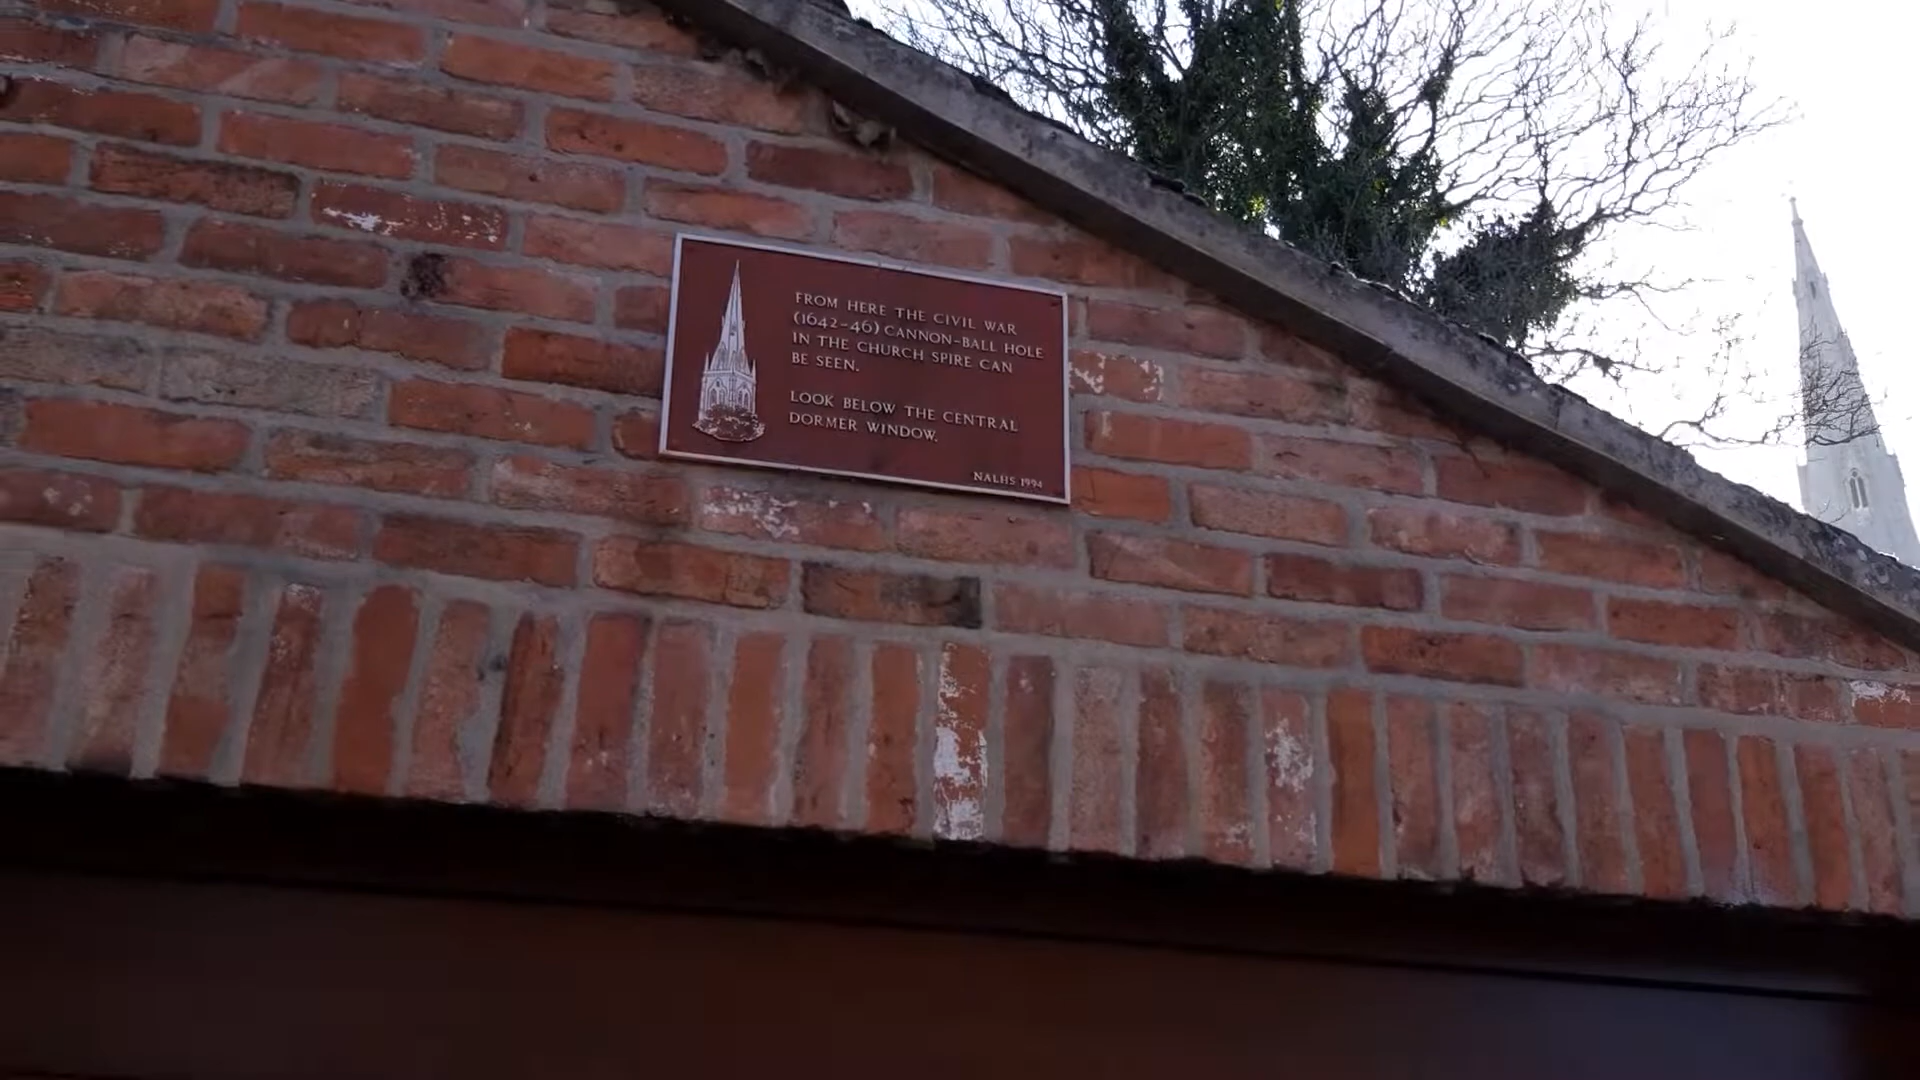 FROM HERE THE CIVIL WAR
(1642-46) CANNON-BALL HOLE
IN THE CHURCH SPIRE CAN
BE SEEN.
LOOK BELOW THE CENTRAL
DORMER WINDOW.
NALHS 1994